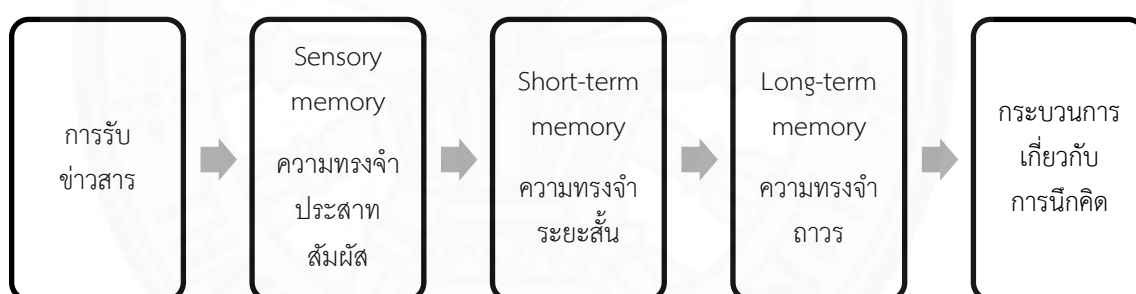 การรับ
ข่าวสาร
Sensory
memory
ความทรงจำ
ประสาท
สัมผัส
Short-term
memory
ความทรงจำ
ระยะสั้น
Long-term
memory
ความทรงจำ
ถาวร
กระบวนการ
เกี่ยวกับ
การนึกคิด